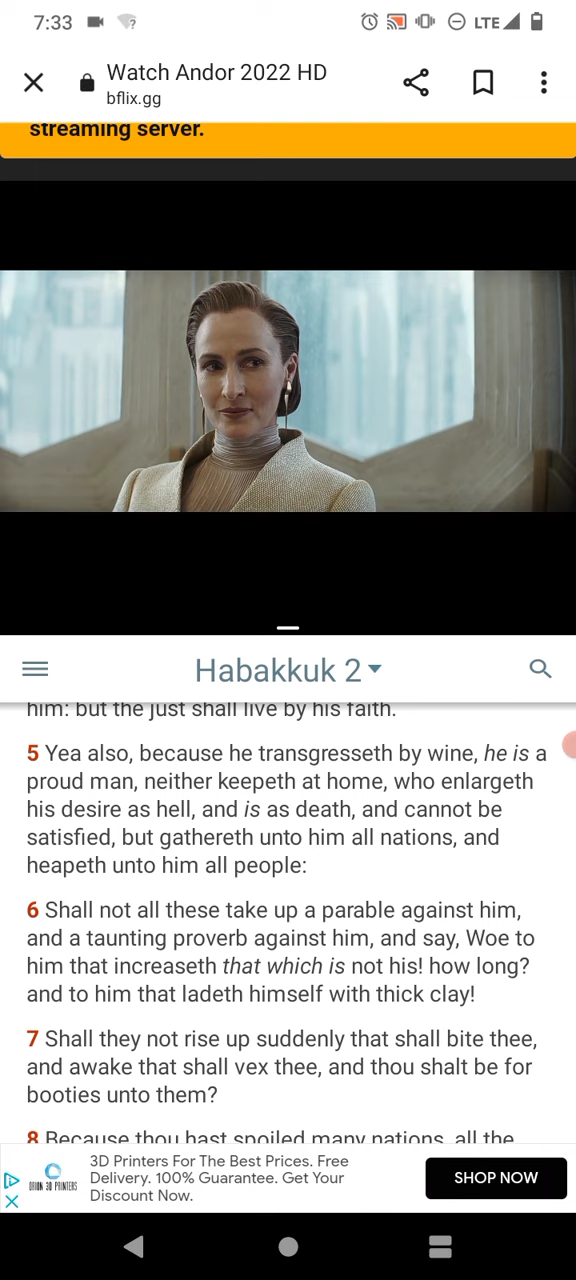 7:33
LTE
Watch Andor 2022 HD
bflix.gg
streaming server.
Habakkuk 2
him: but the just shall live by his faith.
5 Yea also, because he transgresseth by wine, he is a
proud man, neither keepeth at home, who enlargeth
his desire as hell, and is as death, and cannot be
satisfied, but gathereth unto him all nations, and
heapeth unto him all people:
6 Shall not all these take up a parable against him,
and a taunting proverb against him, and say, Woe to
him that increaseth that which is not his! how long?
and to him that ladeth himself with thick clay!
7 Shall they not rise up suddenly that shall bite thee,
and awake that shall vex thee, and thou shalt be for
booties unto them?
8 Because thou hast spoiled many nations, all the
3D Printers For The Best Prices. Free
Delivery. 100% Guarantee. Get Your
Discount Now.
ORION 3D PRINTERS
SHOP NOW